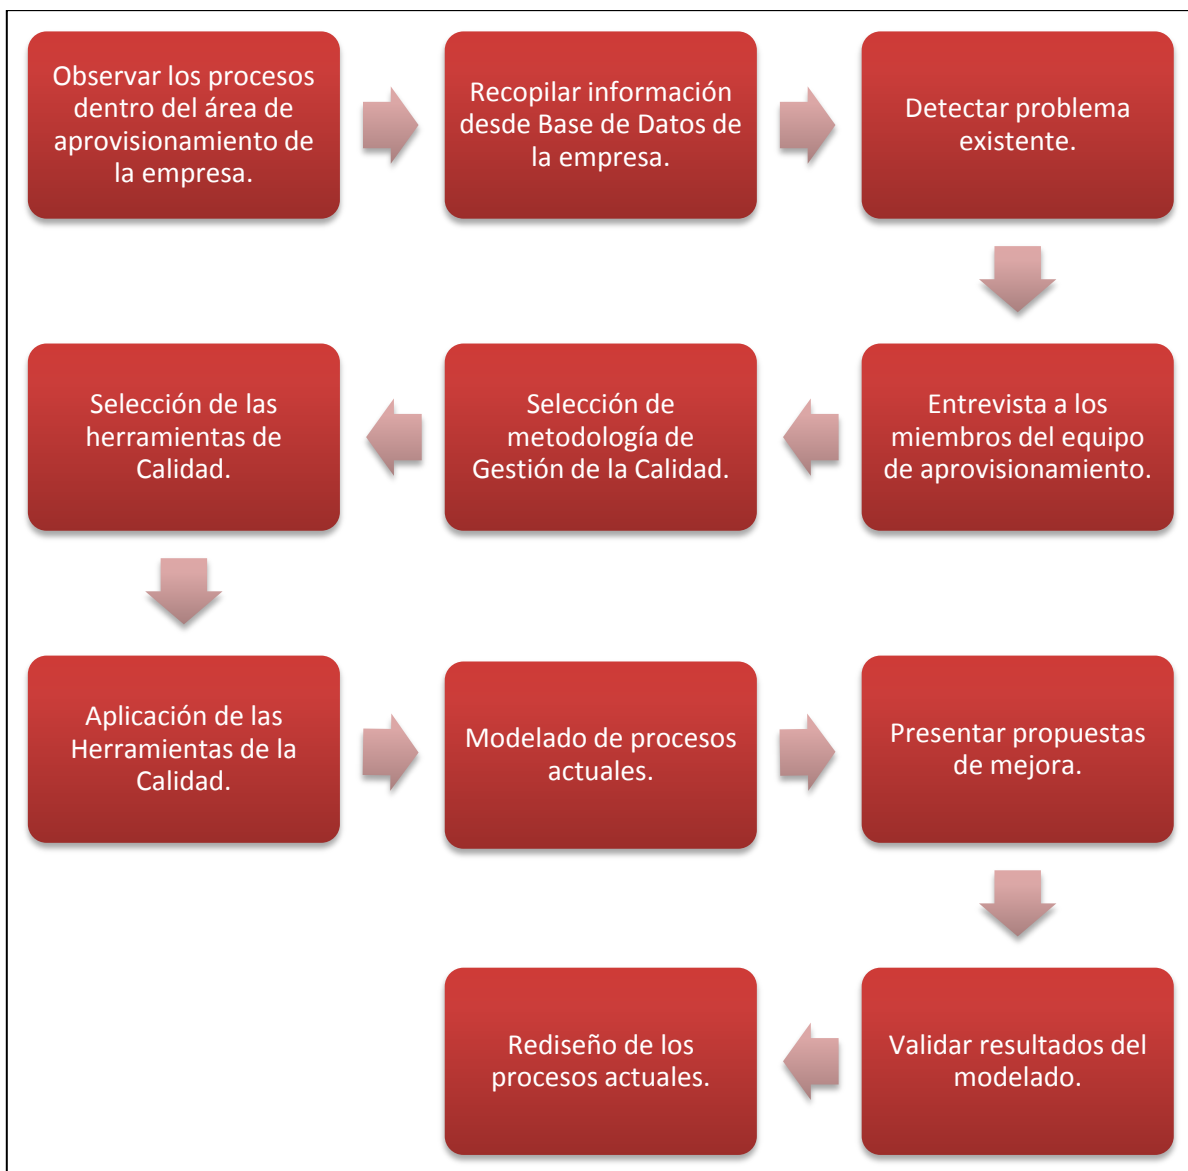 Observar los procesos
dentro del área de
aprovisionamiento de
la empresa.
Recopilar información
desde Base de Datos de
la empresa.
Detectar problema
existente.
Entrevista a los
miembros del equipo
de aprovisionamiento.
Selección de
metodología de
Gestión de la Calidad.
Selección de las
herramientas de
Calidad.
Aplicación de las
Herramientas de la
Calidad.
Modelado de procesos
actuales.
Presentar propuestas
de mejora.
Validar resultados del
modelado.
Rediseño de los
procesos actuales.